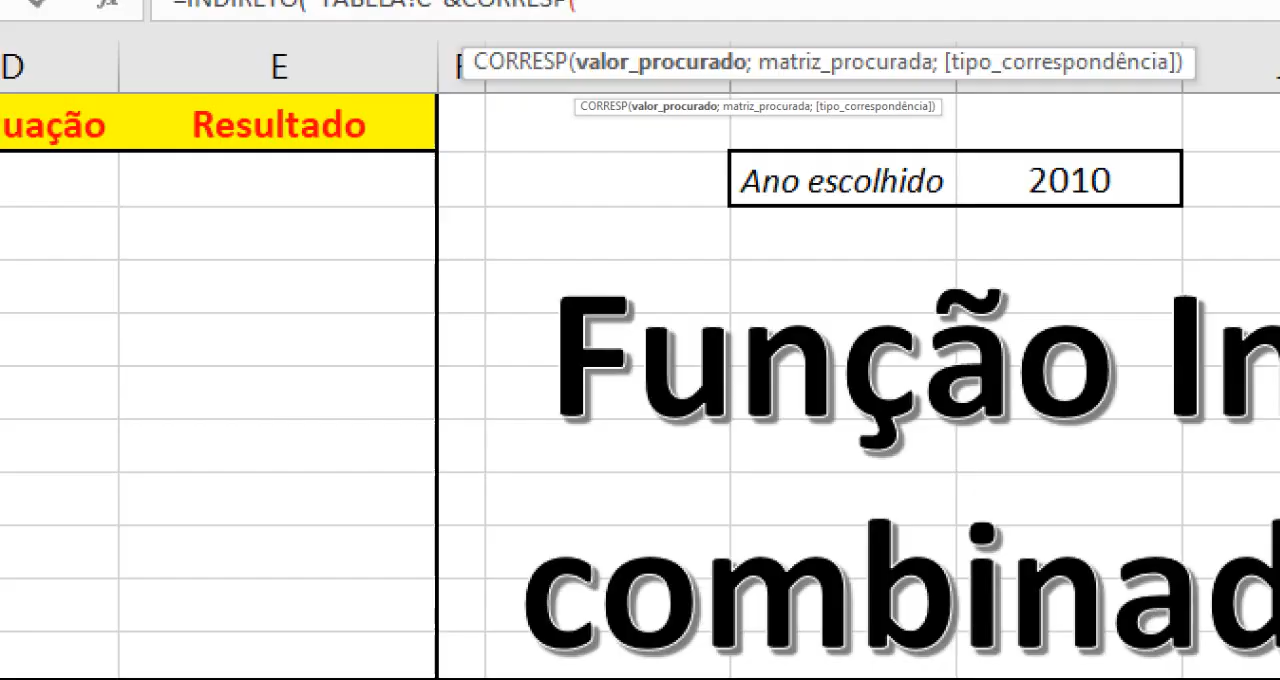 =INDIRETO("TABELA!C"&CORRESP(
D E
CORRESP(valor_procurado; matriz_procurada; [tipo_correspondência])
uação Resultado
CORRESP(valor_procurado; matriz_procurada; [tipo_correspondência])
Ano escolhido 2010
Função In
combinad